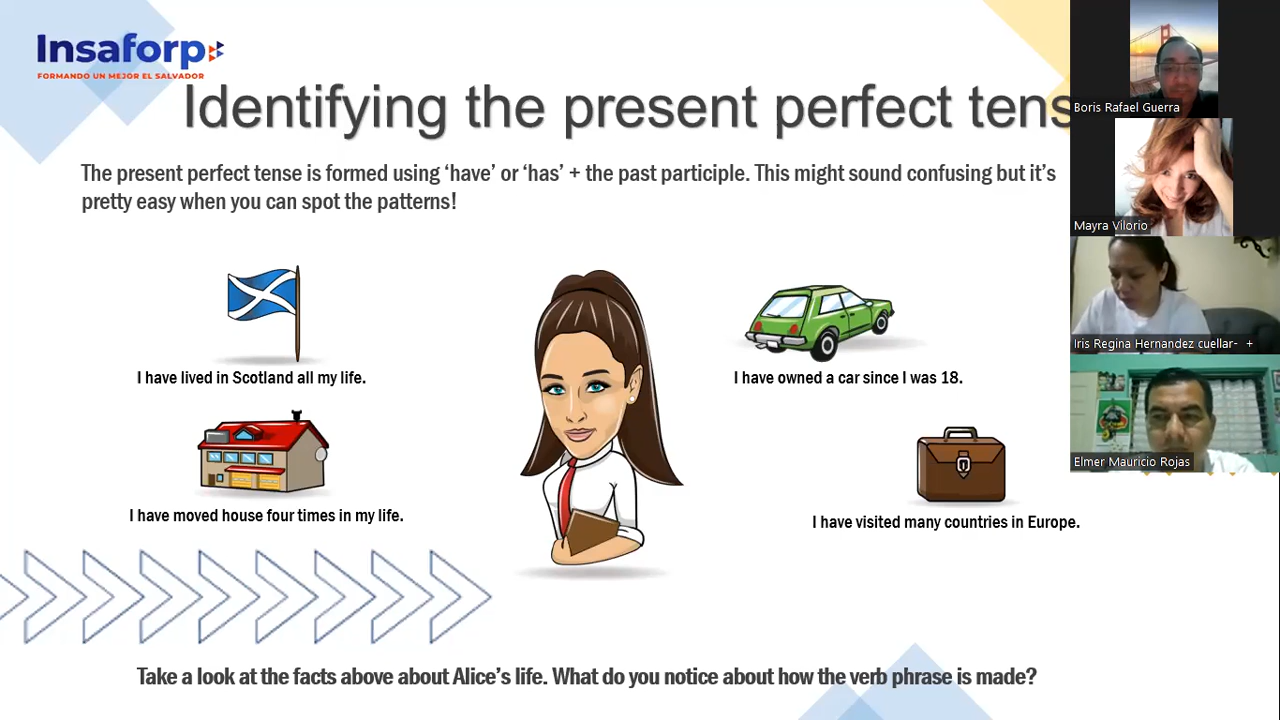 Insaforp
FORMANDO UN MEJOR EL SALVADOR
Identifying the present perfect tens
The present perfect tense is formed using ‘have’ or ‘has’ + the past participle. This might sound confusing but it’s
pretty easy when you can spot the patterns!
I have lived in Scotland all my life.
I have owned a car since I was 18.
I have moved house four times in my life.
I have visited many countries in Europe.
Take a look at the facts above about Alice’s life. What do you notice about how the verb phrase is made?
Boris Rafael Guerra
Mayra Vilorio
Iris Regina Hernandez cuellar- +
Elmer Mauricio Rojas